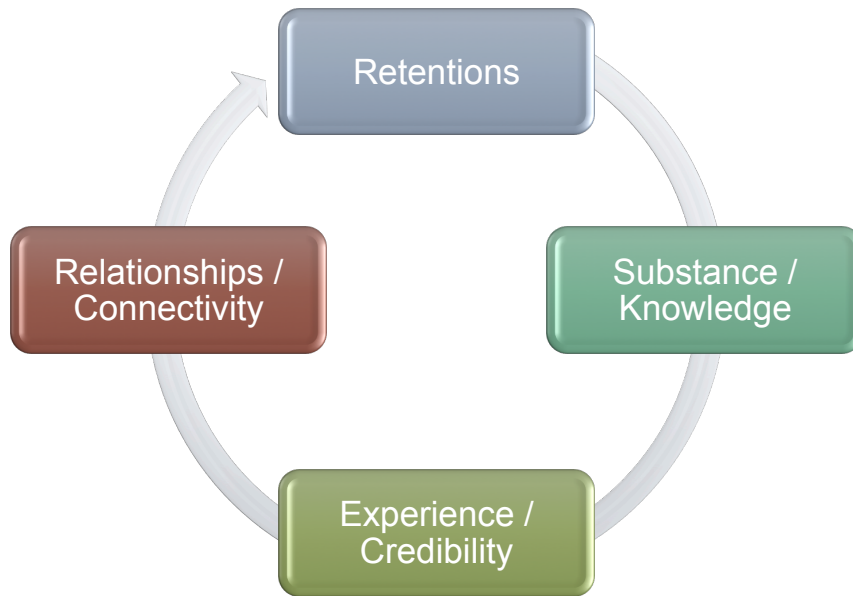 Retentions
Substance /
Knowledge
Experience /
Credibility
Relationships /
Connectivity